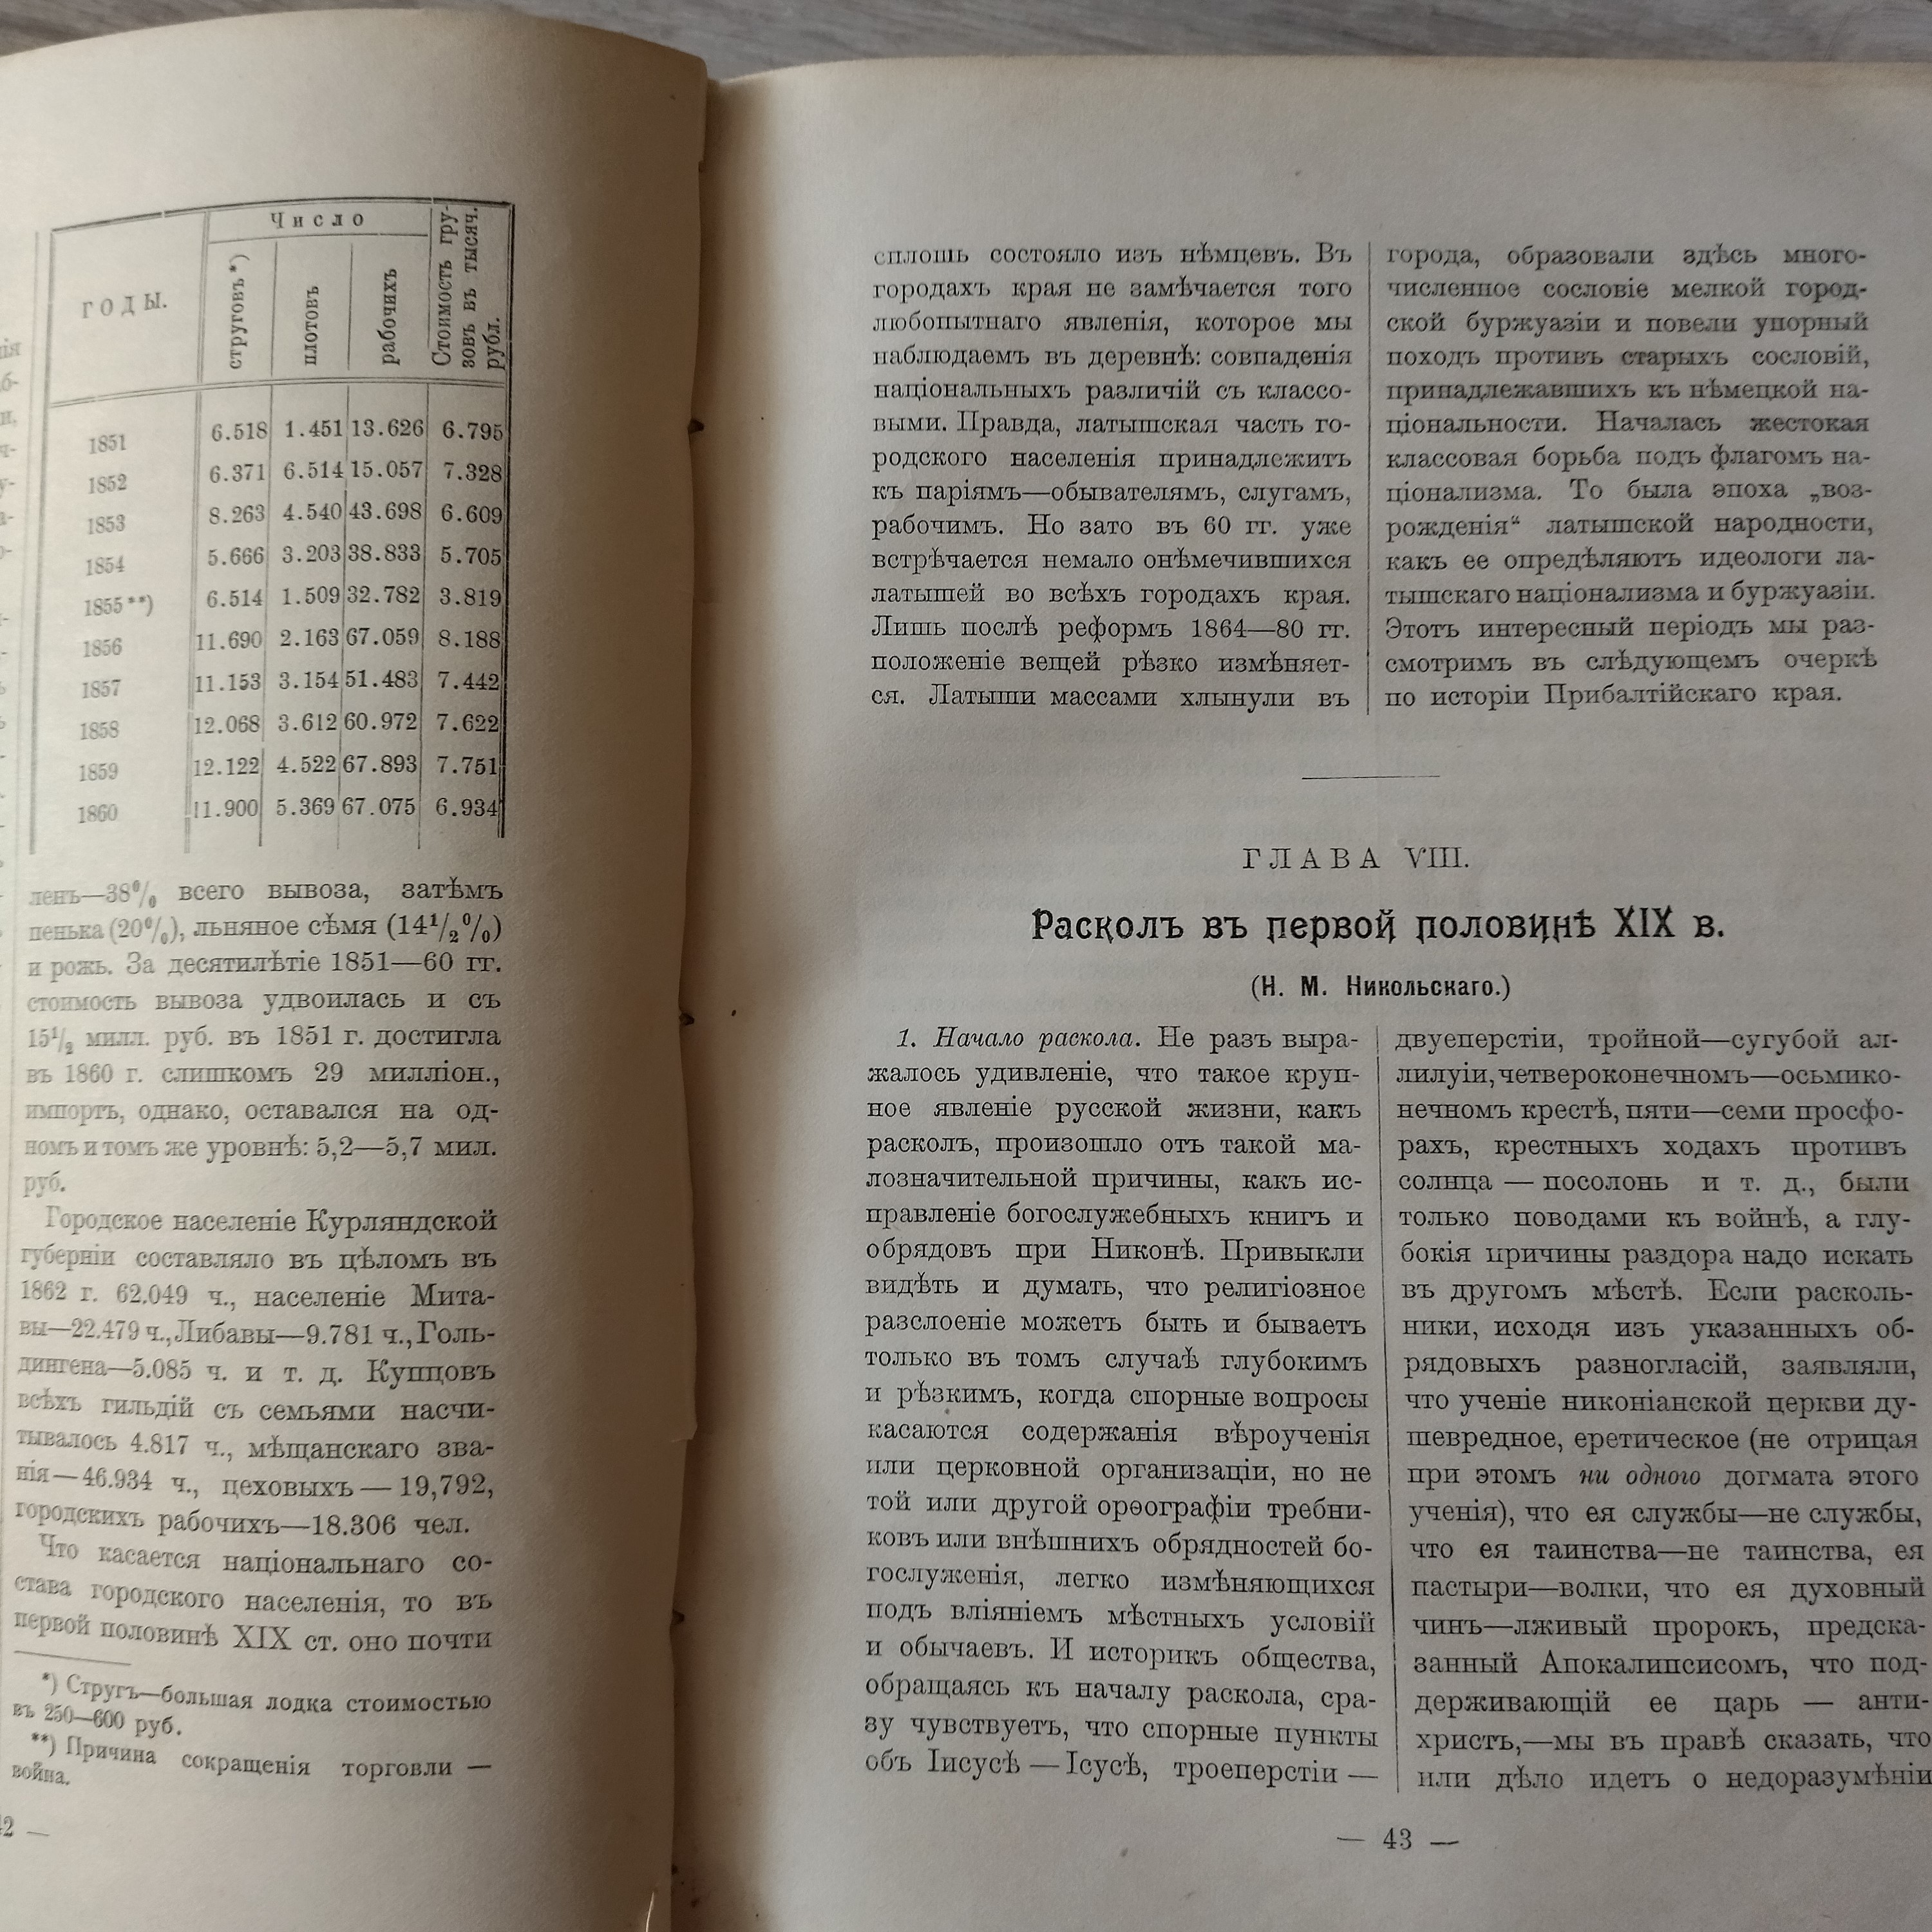 Число
ГОДЫ.
струговъ*)
плотовъ
рабочихъ
Стоимость гру-
зовъ въ тысяч.
рубл.
1851 6.518 1.451 13.626 6.795
1852 6.371 6.514 15.057 7.328
1853 8.263 4.540 43.698 6.609
1854 5.666 3.203 38.833 5.705
1855**) 6.514 1.509 32.782 3.819
1856 11.690 2.163 67.059 8.188
1857 11.153 3.154 51.483 7.442
1858 12.068 3.612 60.972 7.622
1859 12.122 4.522 67.893 7.751
1860 11.900 5.369 67.075 6.934
ленъ—38% всего вывоза, затѣмъ
пенька (20%), льняное сѣмя (14½%)
и рожь. За десятилѣтіе 1851—60 гг.
стоимость вывоза удвоилась и съ
15½ милл. руб. въ 1851 г. достигла
въ 1860 г. слишкомъ 29 милліон.,
импортъ, однако, оставался на од-
номъ и томъ же уровнѣ: 5,2—5,7 мил.
руб.
Городское населеніе Курляндской
губерніи составляло въ цѣломъ въ
1862 г. 62.049 ч., населеніе Мита-
вы—22.479 ч., Либавы—9.781 ч., Голь-
дингена—5.085 ч. и т. д. Купцовъ
всѣхъ гильдій съ семьями насчи-
тывалось 4.817 ч., мѣщанскаго зва-
нія—46.934 ч., цеховыхъ—19,792,
городскихъ рабочихъ—18.306 чел.
Что касается національнаго со-
става городского населенія, то въ
первой половинѣ XIX ст. оно почти
*) Стругъ—большая лодка стоимостью
въ 250—600 руб.
**) Причина сокращенія торговли —
война.
42 —
сплошь состояло изъ нѣмцевъ. Въ
городахъ края не замѣчается того
любопытнаго явленія, которое мы
наблюдаемъ въ деревнѣ: совпаденія
національныхъ различій съ классо-
выми. Правда, латышская часть го-
родского населенія принадлежитъ
къ паріямъ—обывателямъ, слугамъ,
рабочимъ. Но зато въ 60 гг. уже
встрѣчается немало онѣмечившихся
латышей во всѣхъ городахъ края.
Лишь послѣ реформъ 1864—80 гг.
положеніе вещей рѣзко измѣняет-
ся. Латыши массами хлынули въ
города, образовали здѣсь много-
численное сословіе мелкой город-
ской буржуазіи и повели упорный
походъ противъ старыхъ сословій,
принадлежавшихъ къ нѣмецкой на-
ціональности. Началась жестокая
классовая борьба подъ флагомъ на-
ціонализма. То была эпоха „воз-
рожденія“ латышской народности,
какъ ее опредѣляютъ идеологи ла-
тышскаго націонализма и буржуазіи.
Этотъ интересный періодъ мы раз-
смотримъ въ слѣдующемъ очеркѣ
по исторіи Прибалтійскаго края.
ГЛАВА VIII.
Расколъ въ первой половинѣ XIX в.
(Н. М. Никольскаго.)
1. Начало раскола. Не разъ выра-
жалось удивленіе, что такое круп-
ное явленіе русской жизни, какъ
расколъ, произошло отъ такой ма-
лозначительной причины, какъ ис-
правленіе богослужебныхъ книгъ и
обрядовъ при Никонѣ. Привыкли
видѣть и думать, что религіозное
разслоеніе можетъ быть и бываетъ
только въ томъ случаѣ глубокимъ
и рѣзкимъ, когда спорные вопросы
касаются содержанія вѣроученія
или церковной организаціи, но не
той или другой орѳографіи требни-
ковъ или внѣшнихъ обрядностей бо-
гослуженія, легко измѣняющихся
подъ вліяніемъ мѣстныхъ условій
и обычаевъ. И историкъ общества,
обращаясь къ началу раскола, сра-
зу чувствуетъ, что спорные пункты
объ Іисусѣ — Ісусѣ, троеперстіи —
двуеперстіи, тройной—сугубой ал-
лилуіи, четвероконечномъ—осьмико-
нечномъ крестѣ, пяти—семи просфо-
рахъ, крестныхъ ходахъ противъ
солнца — посолонь и т. д., были
только поводами къ войнѣ, а глу-
бокія причины раздора надо искать
въ другомъ мѣстѣ. Если расколь-
ники, исходя изъ указанныхъ об-
рядовыхъ разногласій, заявляли,
что ученіе никоніанской церкви ду-
шевредное, еретическое (не отрицая
при этомъ ни одного догмата этого
ученія), что ея службы—не службы,
что ея таинства—не таинства, ея
пастыри—волки, что ея духовный
чинъ—лживый пророкъ, предска-
занный Апокалипсисомъ, что под-
держивающій ее царь — анти-
христъ,—мы въ правѣ сказать, что
или дѣло идетъ о недоразумѣніи
— 43 —